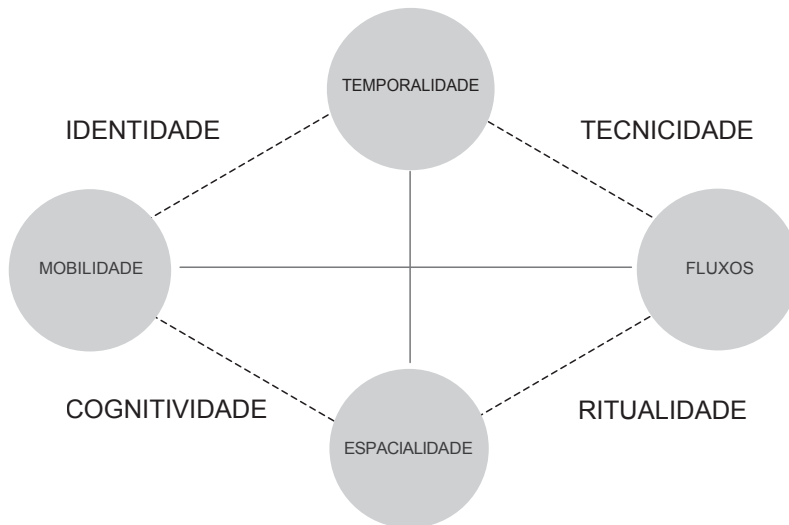 TEMPORALIDADE
IDENTIDADE
TECNICIDADE
MOBILIDADE
FLUXOS
COGNITIVIDADE
RITUALIDADE
ESPACIALIDADE